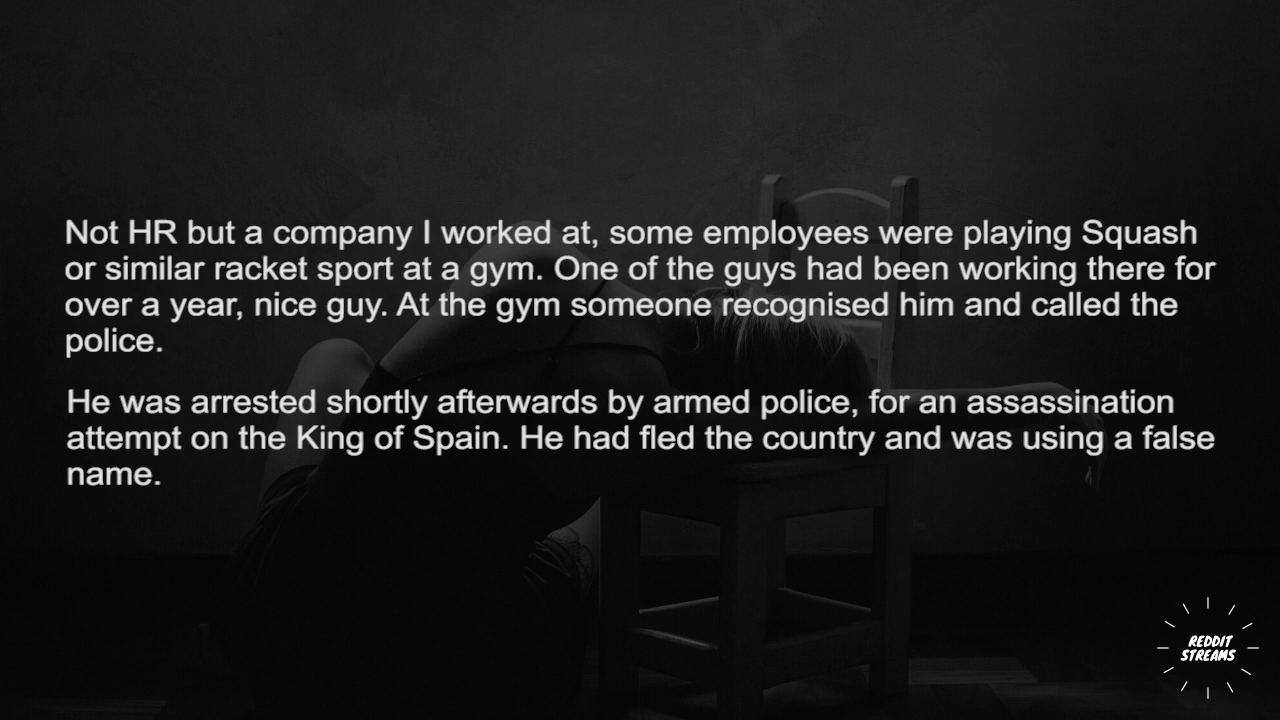 Not HR but a company I worked at, some employees were playing Squash
or similar racket sport at a gym. One of the guys had been working there for
over a year, nice guy. At the gym someone recognised him and called the
police.
He was arrested shortly afterwards by armed police, for an assassination
attempt on the King of Spain. He had fled the country and was using a false
name.
REDDIT
STREAMS